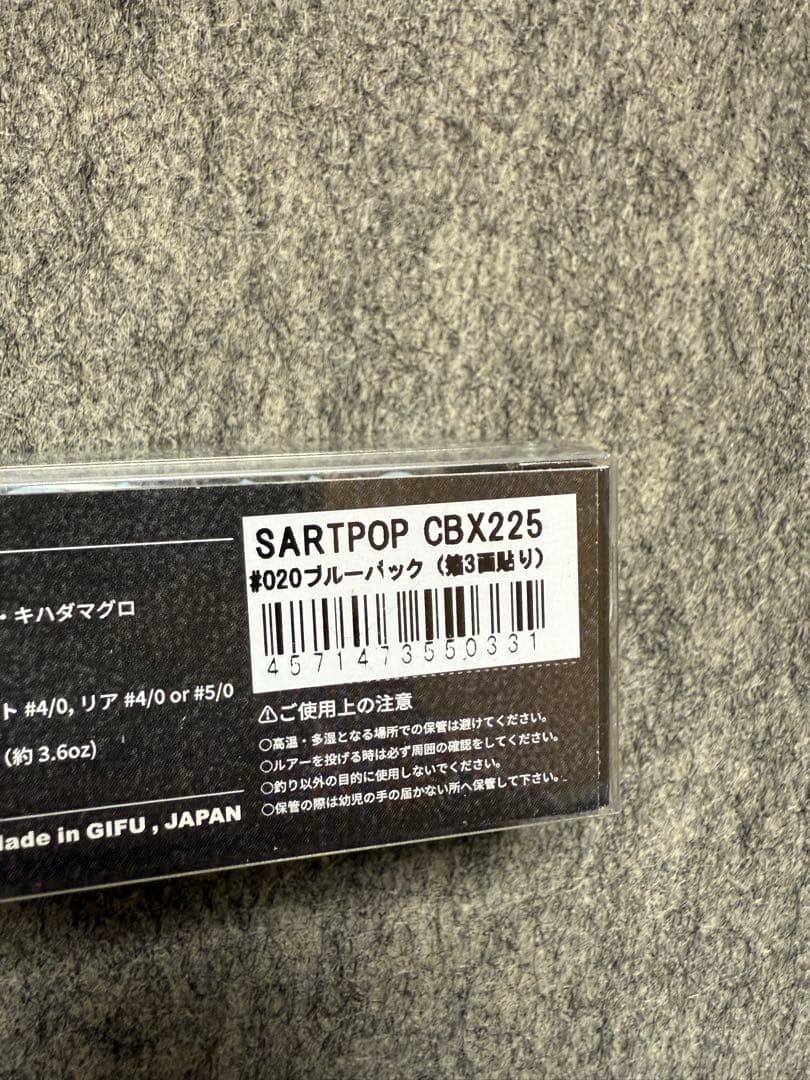 SARTPOP CBX225
#020ブルーバック（箔3面貼り）
4571473550331
・キハダマグロ
ト #4/0, リア #4/0 or #5/0
（約 3.6oz)
Made in GIFU , JAPAN
⚠ご使用上の注意
○高温・多湿となる場所での保管は避けてください。
○ルアーを投げる時は必ず周囲の確認をしてください。
○釣り以外の目的に使用しないでください。
○保管の際は幼児の手の届かない所へ保管して下さい。